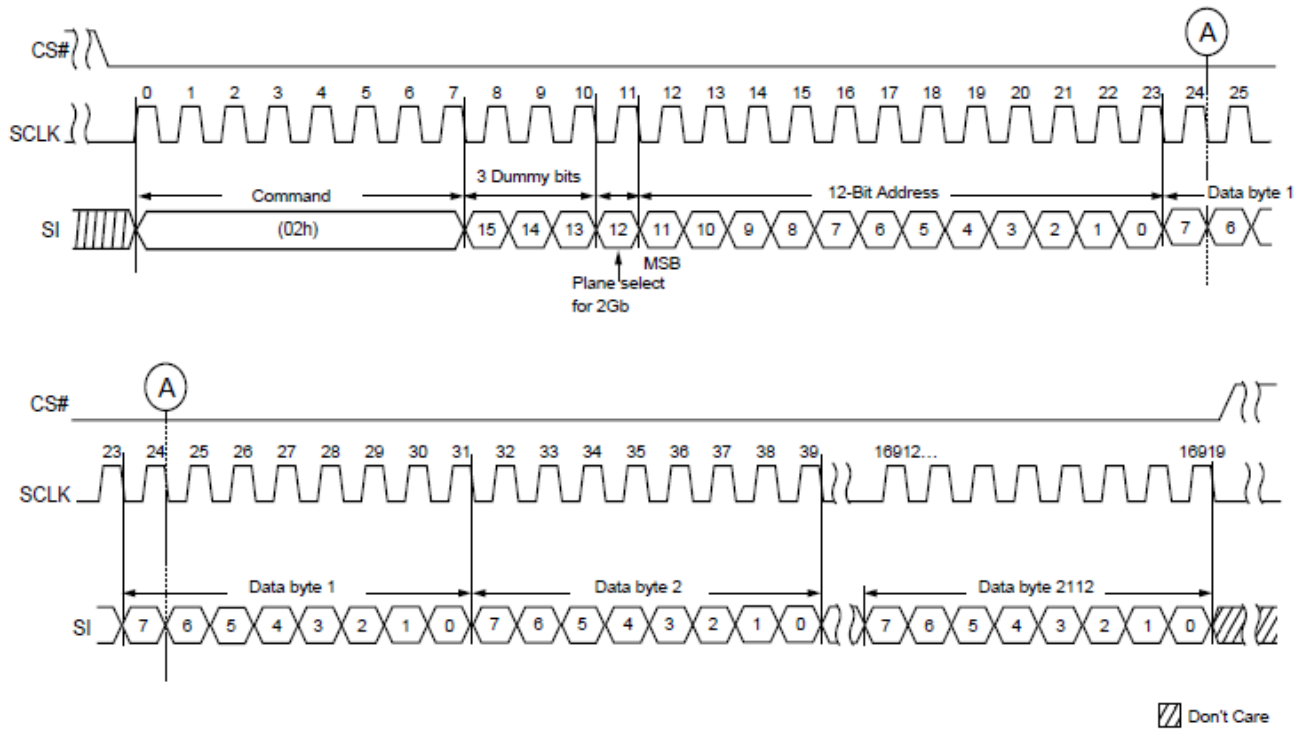 A
CS#
0 1 2 3 4 5 6 7 8 9 10 11 12 13 14 15 16 17 18 19 20 21 22 23 24 25
SCLK
3 Dummy bits
Command 12-Bit Address Data byte 1
SI (02h) 15 14 13 12 11 10 9 8 7 6 5 4 3 2 1 0 7 6
MSB
Plane select
for 2Gb
A
CS#
23 24 25 26 27 28 29 30 31 32 33 34 35 36 37 38 39 16912... 16919
SCLK
Data byte 1 Data byte 2 Data byte 2112
SI 7 6 5 4 3 2 1 0 7 6 5 4 3 2 1 0 7 6 5 4 3 2 1 0
Don't Care